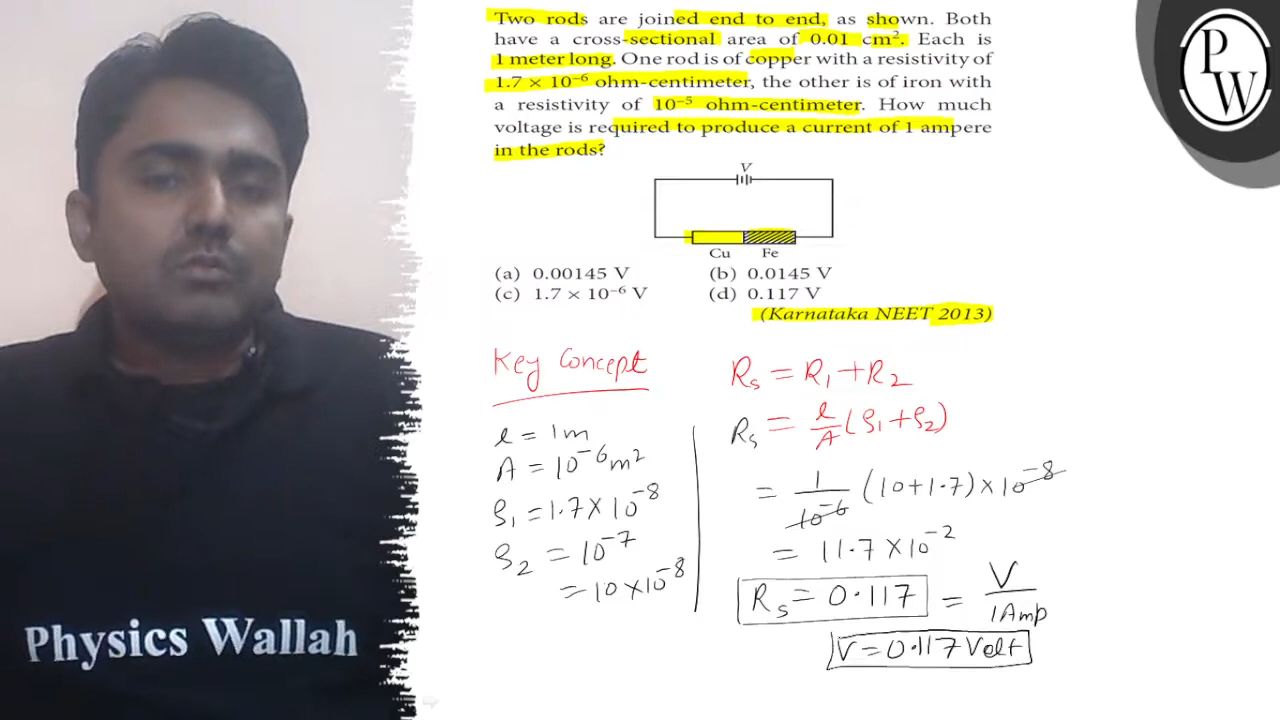 Two rods are joined end to end, as shown. Both
have a cross-sectional area of 0.01 cm². Each is
1 meter long. One rod is of copper with a resistivity of
1.7 × 10⁻⁶ ohm-centimeter, the other is of iron with
a resistivity of 10⁻⁵ ohm-centimeter. How much
voltage is required to produce a current of 1 ampere
in the rods?
V
Cu Fe
(a) 0.00145 V (b) 0.0145 V
(c) 1.7 × 10⁻⁶ V (d) 0.117 V
(Karnataka NEET 2013)
Key Concept
l = 1m
A = 10⁻⁶m²
ρ₁ = 1.7×10⁻⁸
ρ₂ = 10⁻⁷
= 10×10⁻⁸
Rₛ = R₁+R₂
Rₛ = l/A (ρ₁+ρ₂)
= 1/10⁻⁶ (10+1.7)×10⁻⁸
= 11.7×10⁻²
Rₛ = 0.117 = V/1Amp
V=0.117Volt
PW
Physics Wallah